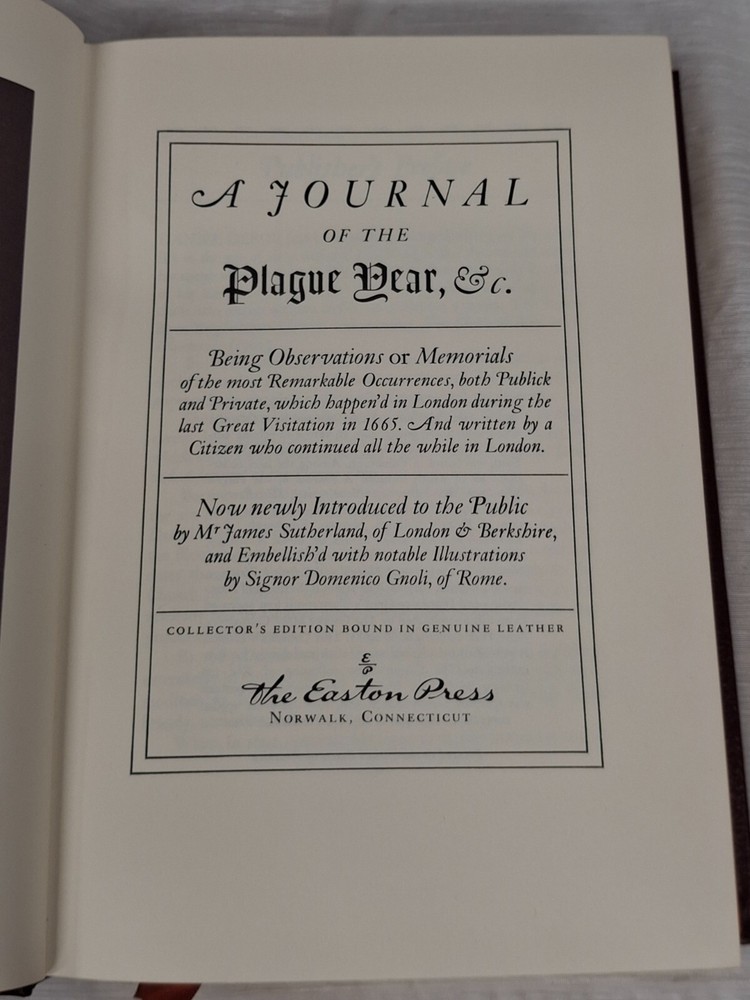 A JOURNAL
OF THE
Plague Year, &c.
Being Observations or Memorials
of the most Remarkable Occurrences, both Publick
and Private, which happen'd in London during the
last Great Visitation in 1665. And written by a
Citizen who continued all the while in London.
Now newly Introduced to the Public
by Mr James Sutherland, of London & Berkshire,
and Embellish'd with notable Illustrations
by Signor Domenico Gnoli, of Rome.
COLLECTOR'S EDITION BOUND IN GENUINE LEATHER
E
P
The Easton Press
NORWALK, CONNECTICUT